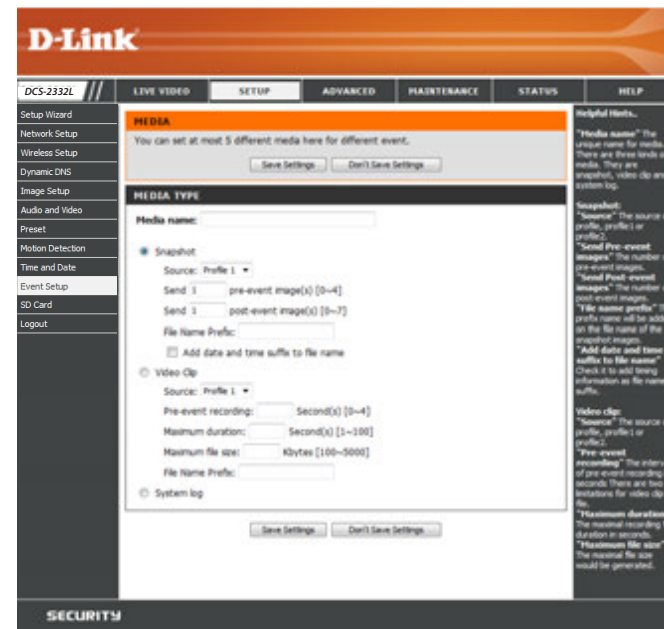 D-Link
DCS-2332L
LIVE VIDEO
SETUP
ADVANCED
MAINTENANCE
STATUS
HELP
Setup Wizard
Network Setup
Wireless Setup
Dynamic DNS
Image Setup
Audio and Video
Preset
Motion Detection
Time and Date
Event Setup
SD Card
Logout
MEDIA
You can set at most 5 different media here for different event.
Save Settings Don't Save Settings
MEDIA TYPE
Media name:
Snapshot
Source: Profile 1
Send 1 pre-event image(s) [0~4]
Send 1 post-event image(s) [0~7]
File Name Prefix:
Add date and time suffix to file name
Video Clip
Source: Profile 1
Pre-event recording: Second(s) [0~4]
Maximum duration: Second(s) [1~100]
Maximum file size: Kbytes [100~5000]
File Name Prefix:
System log
Save Settings Don't Save Settings
Helpful Hints..
"Media name" The
unique name for media.
There are three kinds o
media. They are
snapshot, video clip an
system log.
Snapshot:
"Source" The source
profile, profile1 or
profile2.
"Send Pre-event
images" The number
pre-event images.
"Send Post-event
images" The number
post-event images.
"File name prefix" T
prefix name will be adde
on the file name of the
snapshot images.
"Add date and time
suffix to file name"
Check it to add timing
information as file name
suffix.
Video clip:
"Source" The source
profile, profile1 or
profile2.
"Pre-event
recording" The interv
of pre-event recording
seconds There are two
limitations for video clip
file.
"Maximum duration
The maximal recording
duration in seconds.
"Maximum file size"
The maximal file size
would be generated.
SECURITY